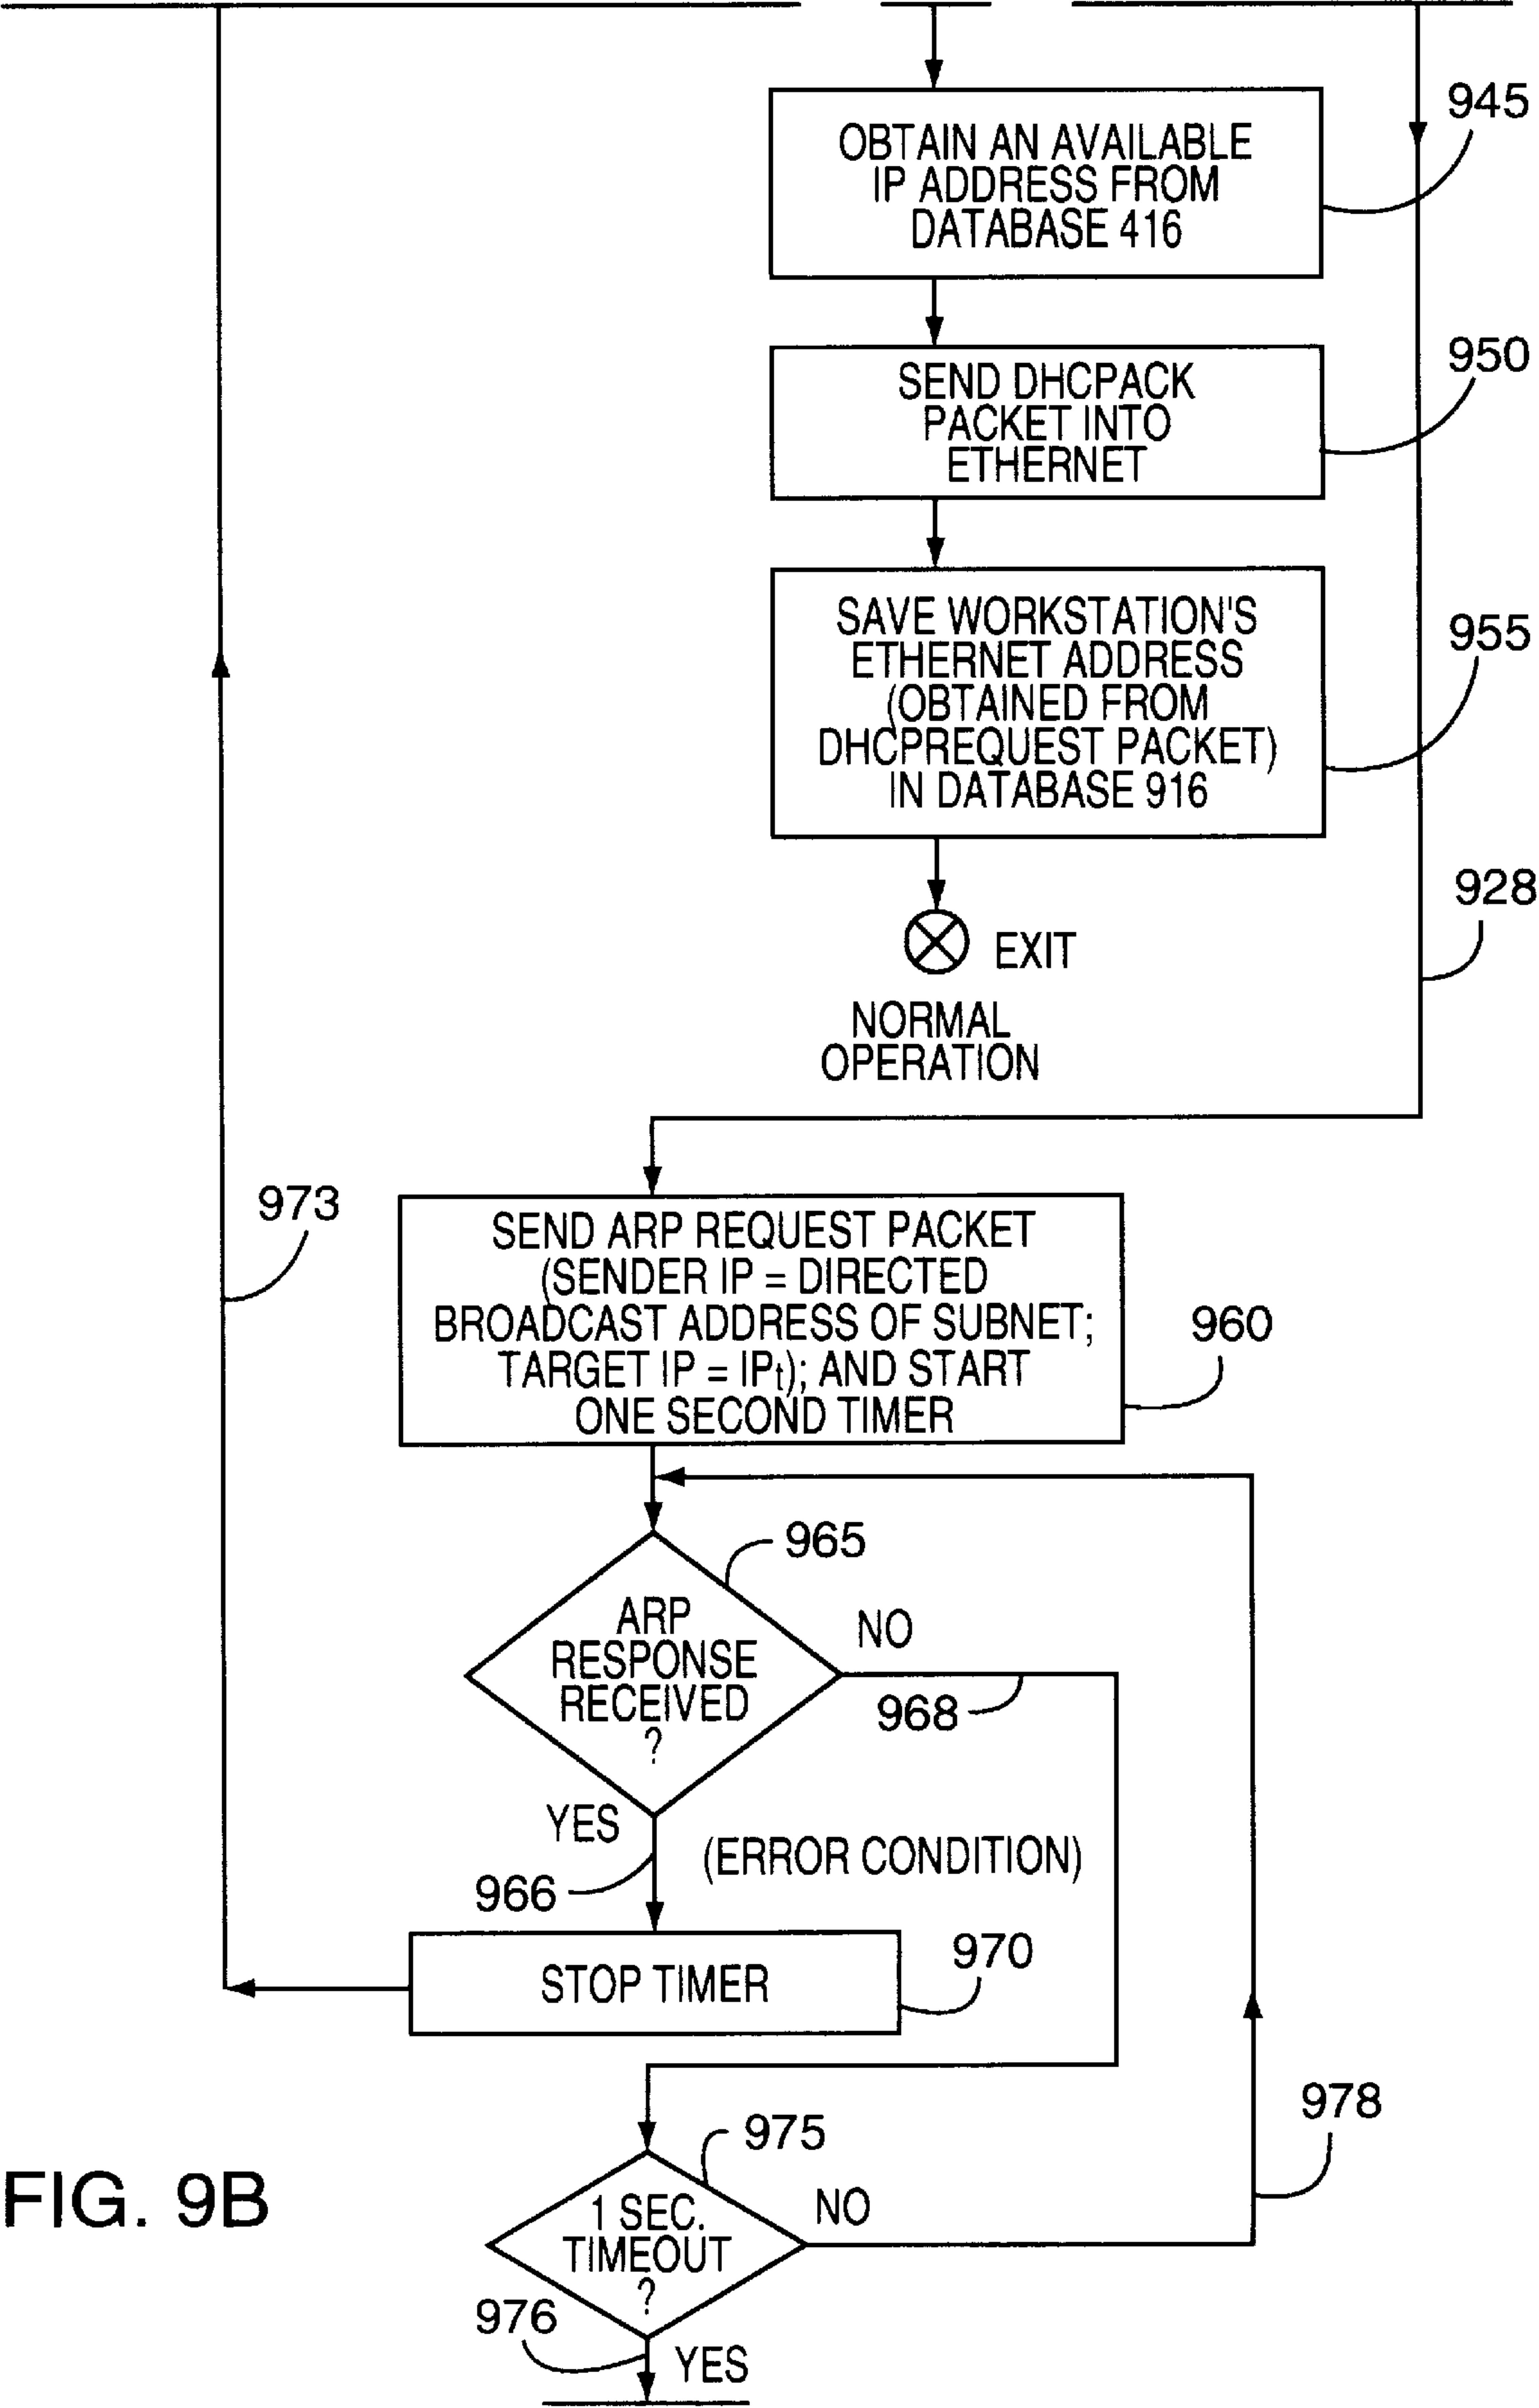 945
OBTAIN AN AVAILABLE
IP ADDRESS FROM
DATABASE 416
950
SEND DHCPACK
PACKET INTO
ETHERNET
955
SAVE WORKSTATION'S
ETHERNET ADDRESS
(OBTAINED FROM
DHCPREQUEST PACKET)
IN DATABASE 916
928
EXIT
NORMAL
OPERATION
973
SEND ARP REQUEST PACKET
(SENDER IP = DIRECTED
BROADCAST ADDRESS OF SUBNET;
TARGET IP = IPt); AND START
ONE SECOND TIMER
960
965
ARP
RESPONSE
RECEIVED
?
NO
968
YES
(ERROR CONDITION)
966
970
STOP TIMER
978
975
1 SEC.
TIMEOUT
?
NO
976
YES
FIG. 9B